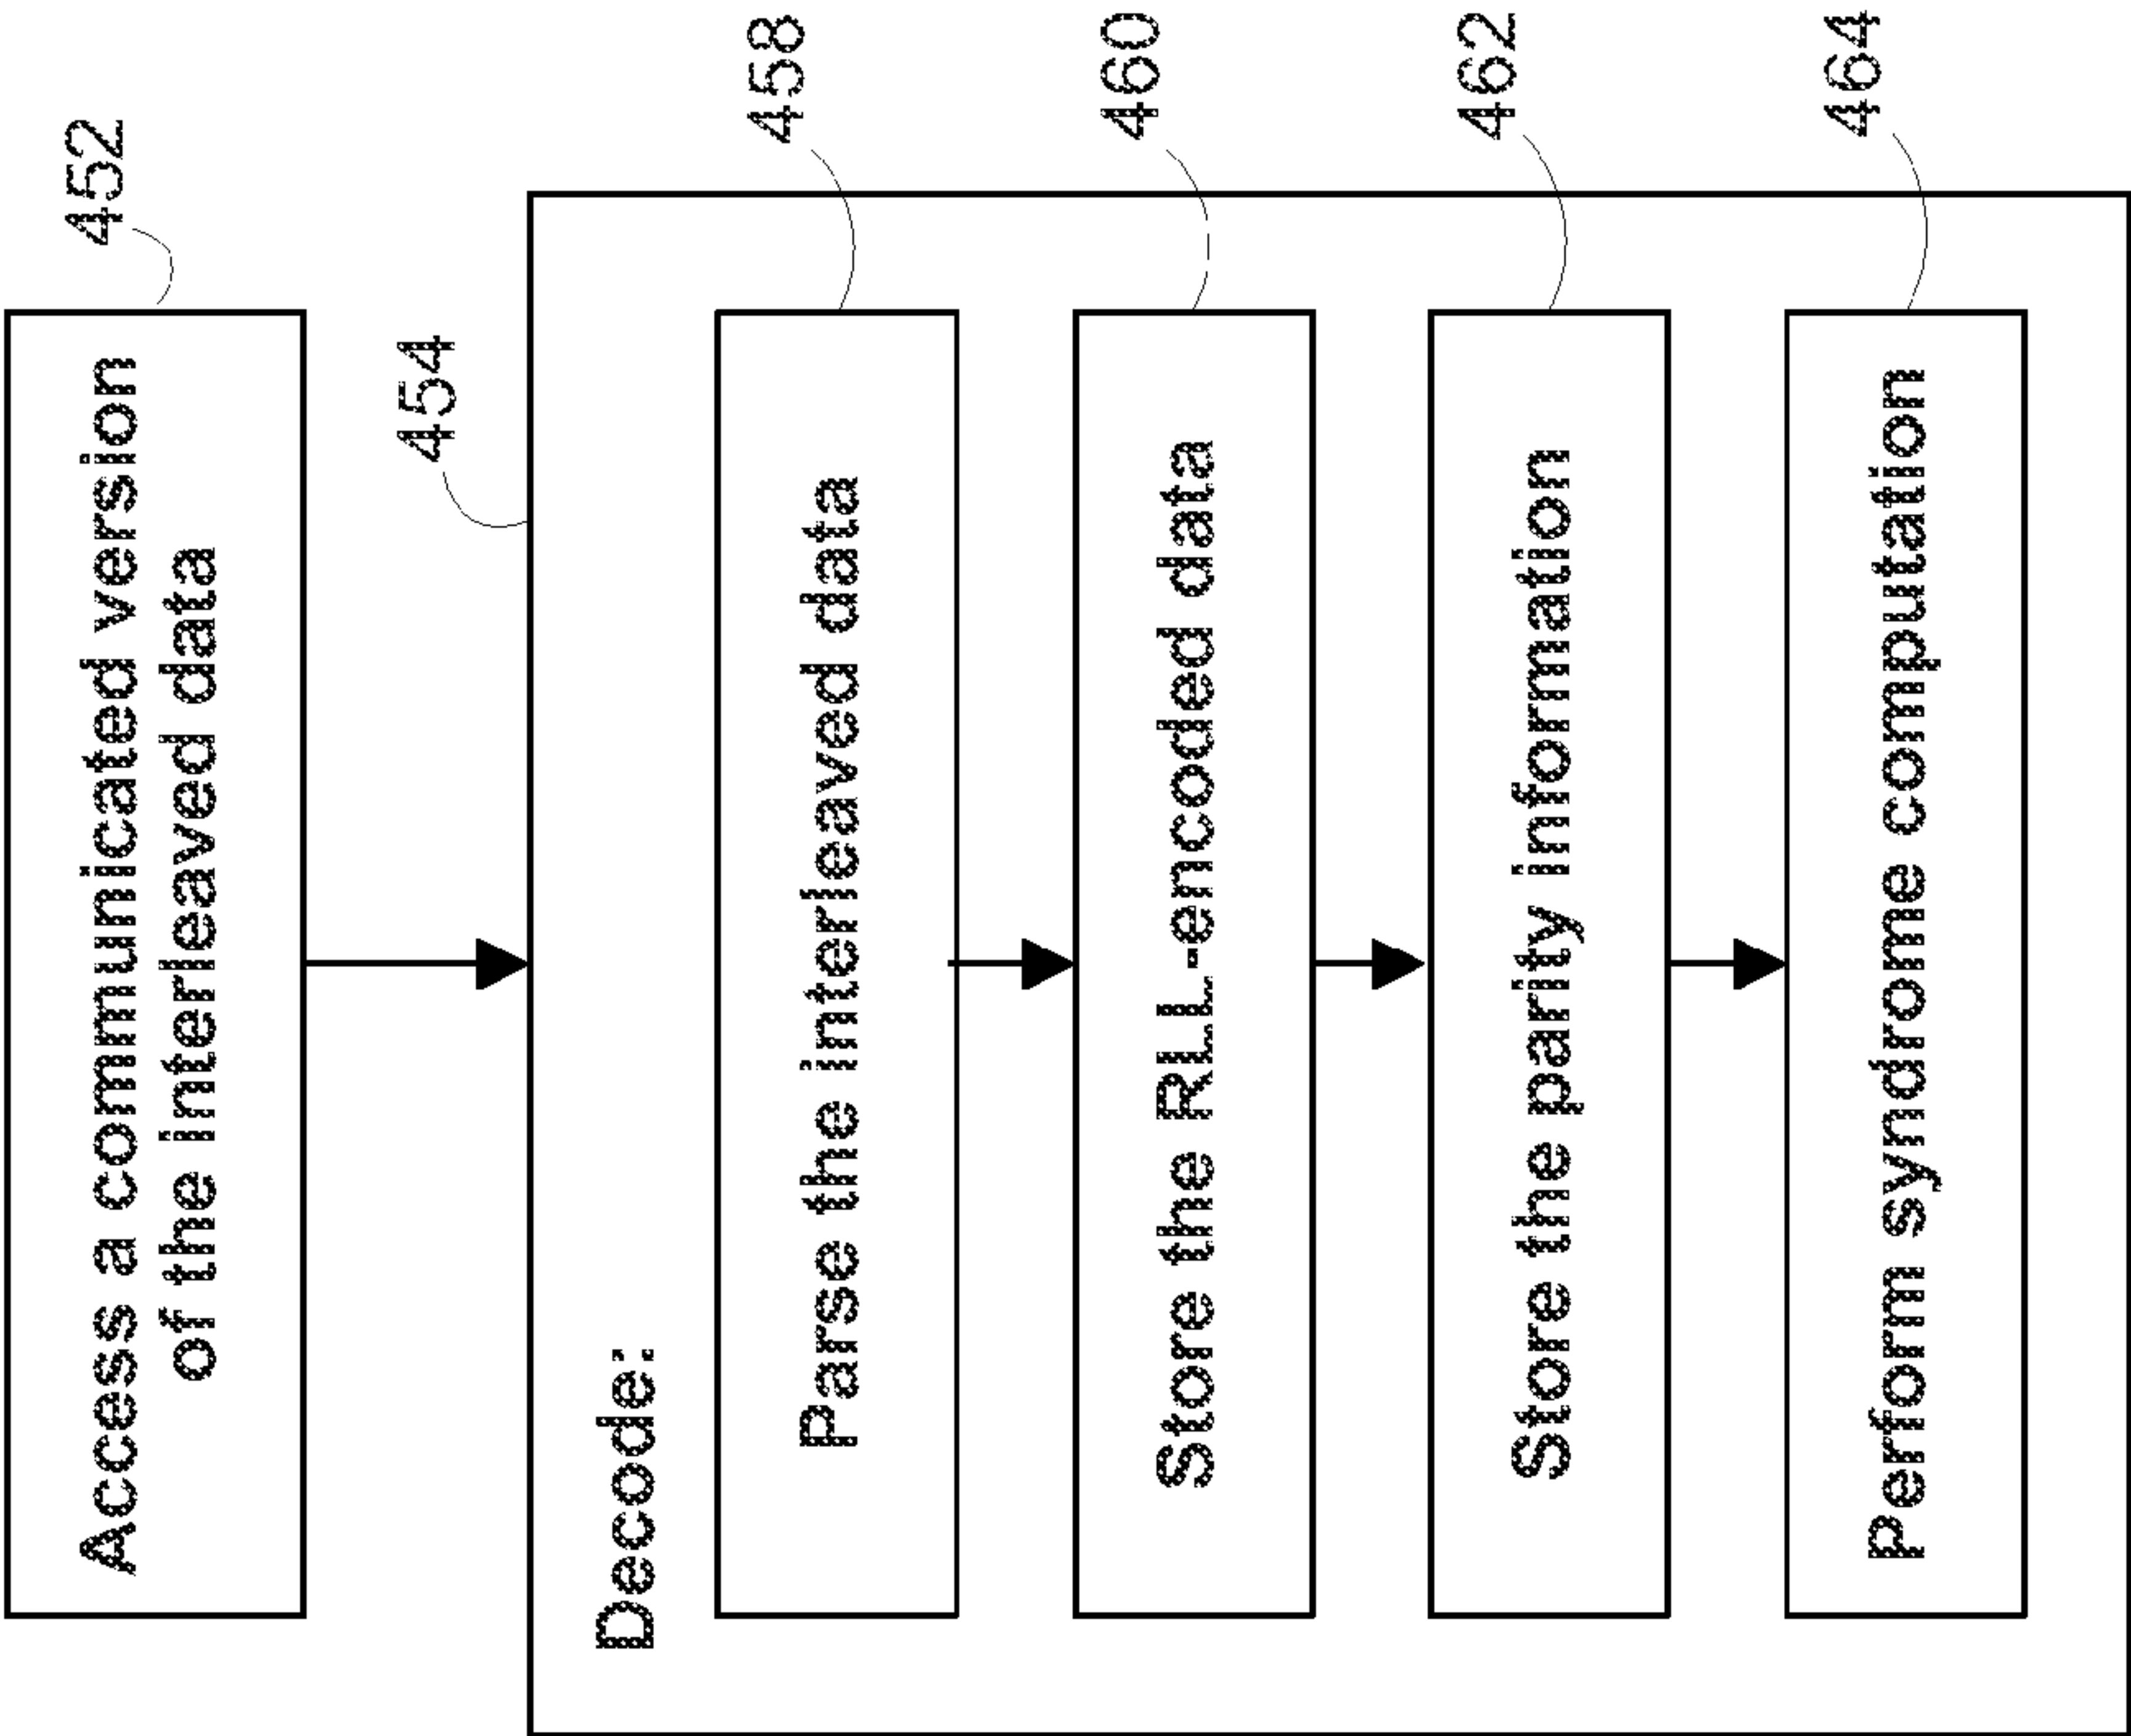 Access a communicated version
of the interleaved data
452
454
Decode:
Parse the interleaved data
458
Store the RLL-encoded data
460
Store the parity information
462
Perform syndrome computation
464